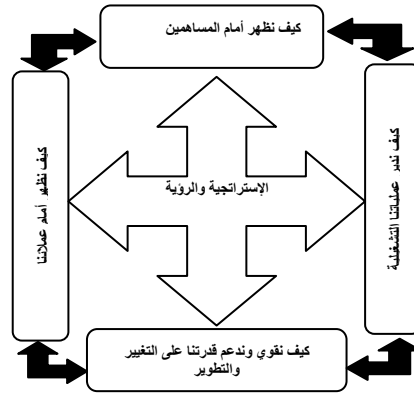 كيف نظهر أمام المساهمين
كيف نظهر أمام عملائنا
الإستراتجية والرؤية
كيف ندير عملياتنا التشغيلية
كيف نقوي وندعم قدرتنا على التغيير
والتطوير